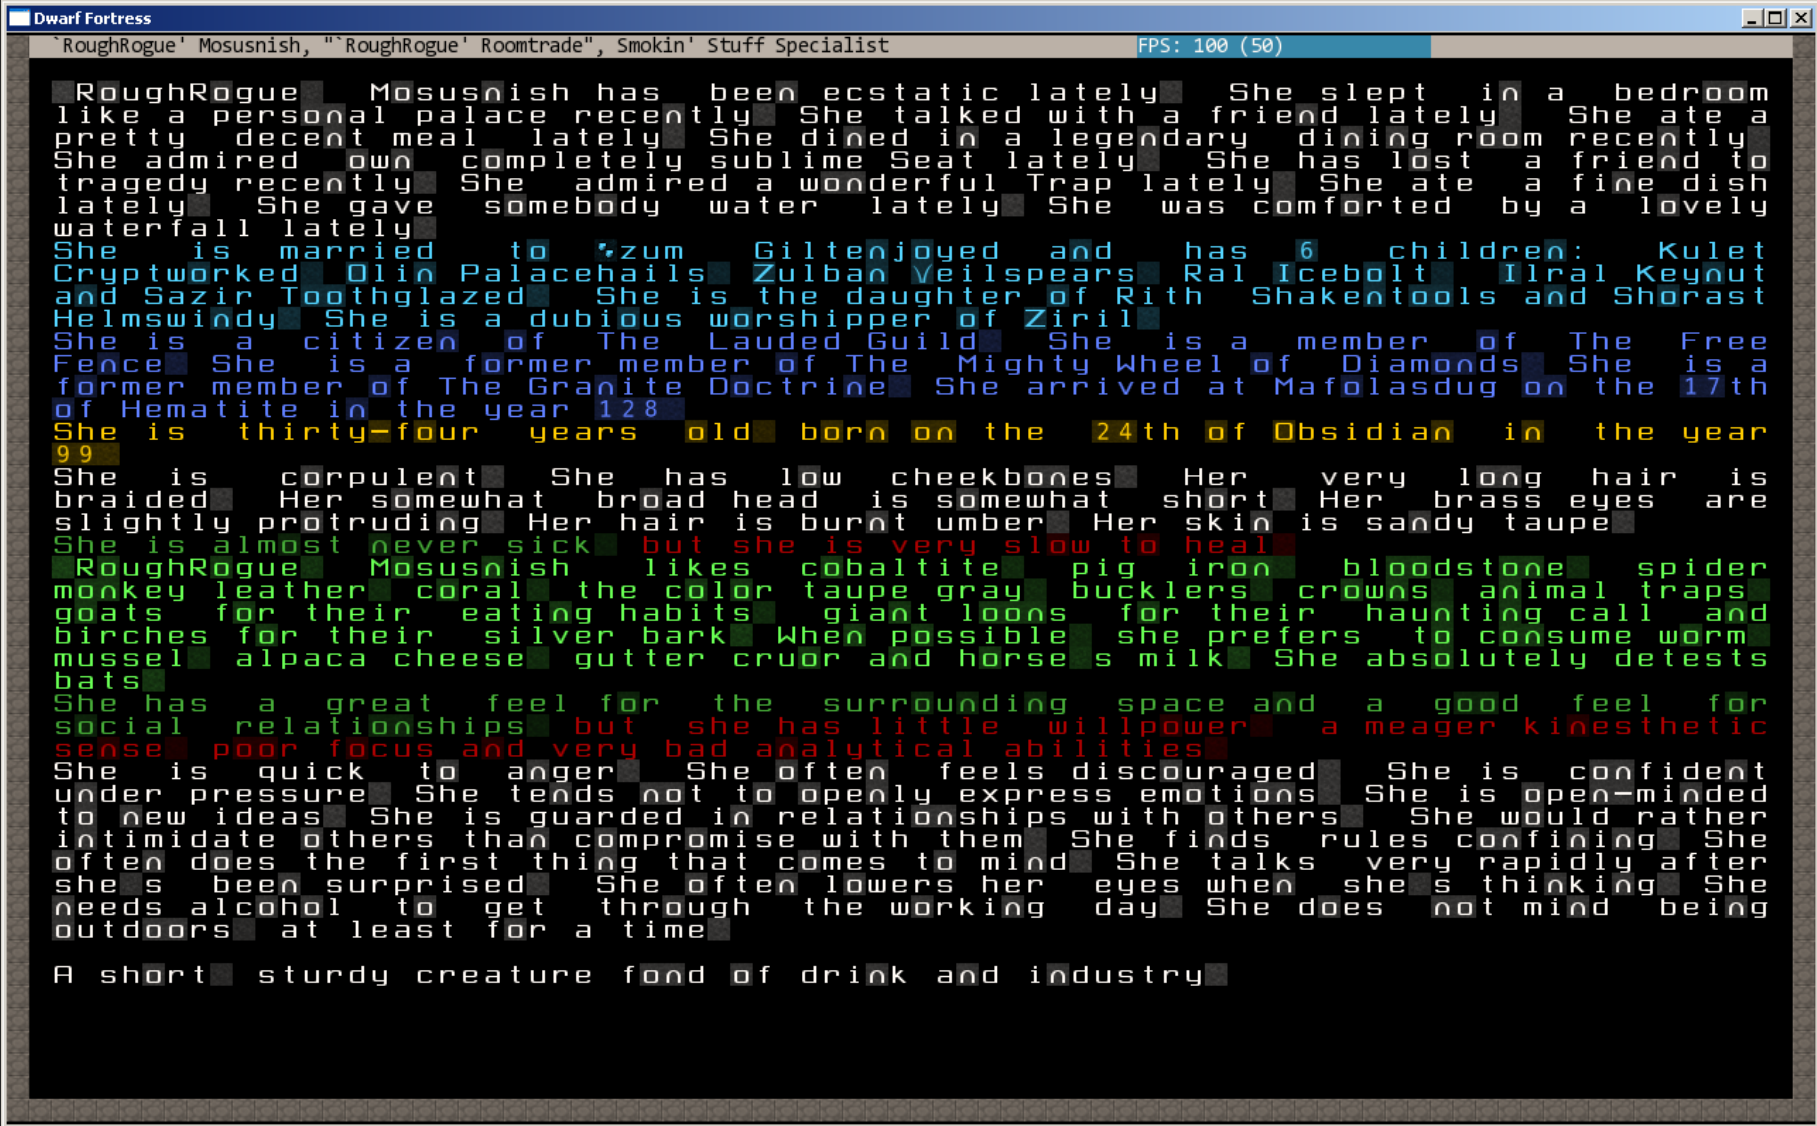 Dwarf Fortress
`RoughRogue' Mosusnish, "`RoughRogue' Roomtrade", Smokin' Stuff Specialist FPS: 100 (50)
RoughRogue Mosusnish has been ecstatic lately She slept in a bedroom
like a personal palace recently She talked with a friend lately She ate a
pretty decent meal lately She dined in a legendary dining room recently
She admired own completely sublime Seat lately She has lost a friend to
tragedy recently She admired a wonderful Trap lately She ate a fine dish
lately She gave somebody water lately She was comforted by a lovely
waterfall lately
She is married to zum Giltenjoyed and has 6 children: Kulet
Cryptworked Olin Palacehails Zulban Veilspears Ral Icebolt Ilral Keynut
and Sazir Toothglazed She is the daughter of Rith Shakentools and Shorast
Helmswindy She is a dubious worshipper of Ziril
She is a citizen of The Lauded Guild She is a member of The Free
Fence She is a former member of The Mighty Wheel of Diamonds She is a
former member of The Granite Doctrine She arrived at Mafolasdug on the 17th
of Hematite in the year 128
She is thirty-four years old born on the 24th of Obsidian in the year
99
She is corpulent She has low cheekbones Her very long hair is
braided Her somewhat broad head is somewhat short Her brass eyes are
slightly protruding Her hair is burnt umber Her skin is sandy taupe
She is almost never sick but she is very slow to heal
RoughRogue Mosusnish likes cobaltite pig iron bloodstone spider
monkey leather coral the color taupe gray bucklers crowns animal traps
goats for their eating habits giant loons for their haunting call and
birches for their silver bark When possible she prefers to consume worm
mussel alpaca cheese gutter cruor and horse s milk She absolutely detests
bats
She has a great feel for the surrounding space and a good feel for
social relationships but she has little willpower a meager kinesthetic
sense poor focus and very bad analytical abilities
She is quick to anger She often feels discouraged She is confident
under pressure She tends not to openly express emotions She is open-minded
to new ideas She is guarded in relationships with others She would rather
intimidate others than compromise with them She finds rules confining She
often does the first thing that comes to mind She talks very rapidly after
she s been surprised She often lowers her eyes when she s thinking She
needs alcohol to get through the working day She does not mind being
outdoors at least for a time
A short sturdy creature fond of drink and industry